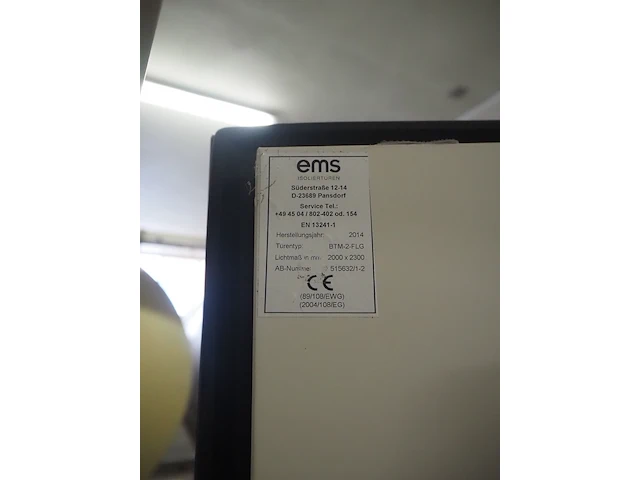 ems
ISOLIERTÜREN
Süderstraße 12-14
D-23689 Pansdorf
Service Tel.:
+49 45 04 / 802-402 od. 154
EN 13241-1
Herstellungsjahr: 2014
Türentyp: BTM-2-FLG
Lichtmaß in mm: 2000 x 2300
AB-Nummer: 515632/1-2
CE
(89/108/EWG)
(2004/108/EG)